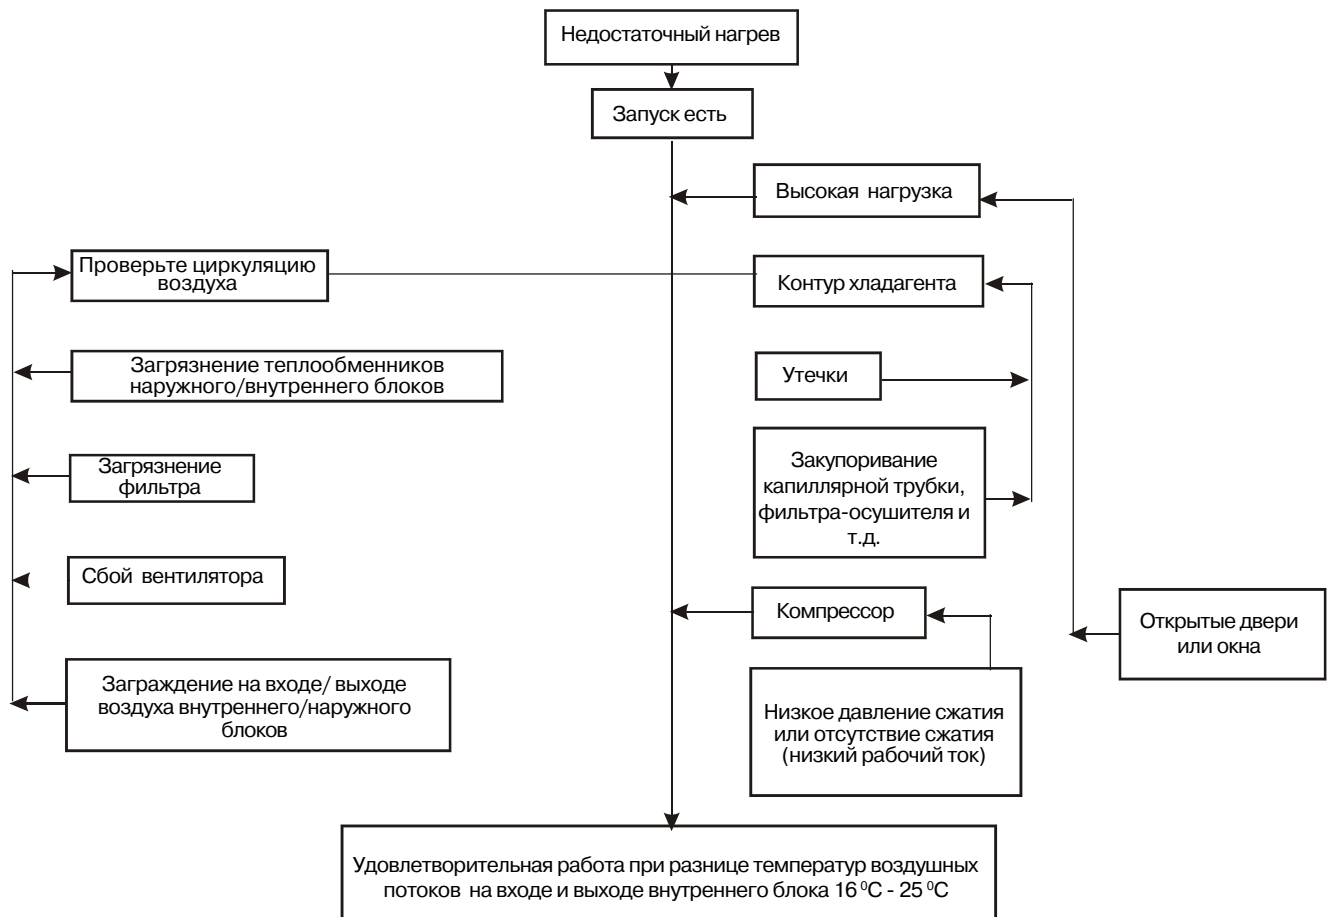 Недостаточный нагрев
Запуск есть
Высокая нагрузка
Проверьте циркуляцию
воздуха
Контур хладагента
Загрязнение теплообменников
наружного/внутреннего блоков
Утечки
Загрязнение
фильтра
Закупоривание
капиллярной трубки,
фильтра-осушителя и
т.д.
Сбой вентилятора
Компрессор
Открытые двери
или окна
Заграждение на входе/ выходе
воздуха внутреннего/наружного
блоков
Низкое давление сжатия
или отсутствие сжатия
(низкий рабочий ток)
Удовлетворительная работа при разнице температур воздушных
потоков на входе и выходе внутреннего блока 16 ⁰С - 25 ⁰С